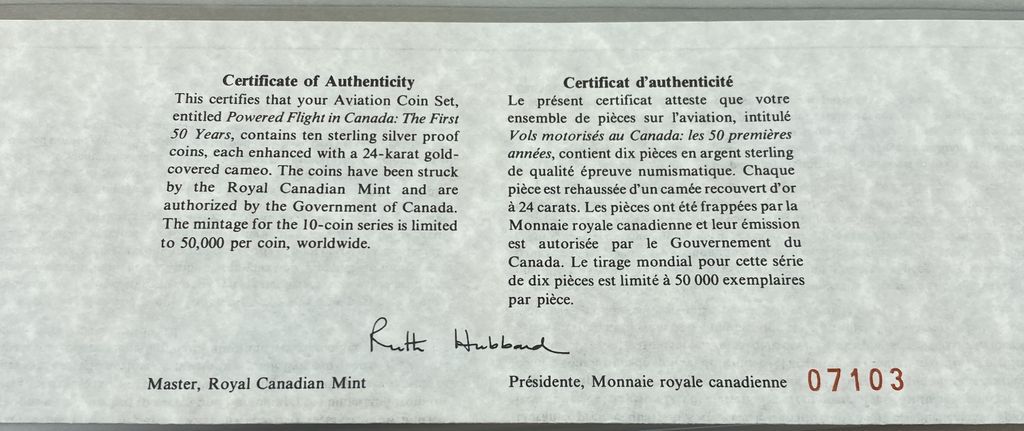 Certificate of Authenticity
This certifies that your Aviation Coin Set,
entitled Powered Flight in Canada: The First
50 Years, contains ten sterling silver proof
coins, each enhanced with a 24-karat gold-
covered cameo. The coins have been struck
by the Royal Canadian Mint and are
authorized by the Government of Canada.
The mintage for the 10-coin series is limited
to 50,000 per coin, worldwide.
Certificat d'authenticité
Le présent certificat atteste que votre
ensemble de pièces sur l'aviation, intitulé
Vols motorisés au Canada: les 50 premières
années, contient dix pièces en argent sterling
de qualité épreuve numismatique. Chaque
pièce est rehaussée d'un camée recouvert d'or
à 24 carats. Les pièces ont été frappées par la
Monnaie royale canadienne et leur émission
est autorisée par le Gouvernement du
Canada. Le tirage mondial pour cette série
de dix pièces est limité à 50 000 exemplaires
par pièce.
Ruth Hubbard
Master, Royal Canadian Mint
Présidente, Monnaie royale canadienne 07103